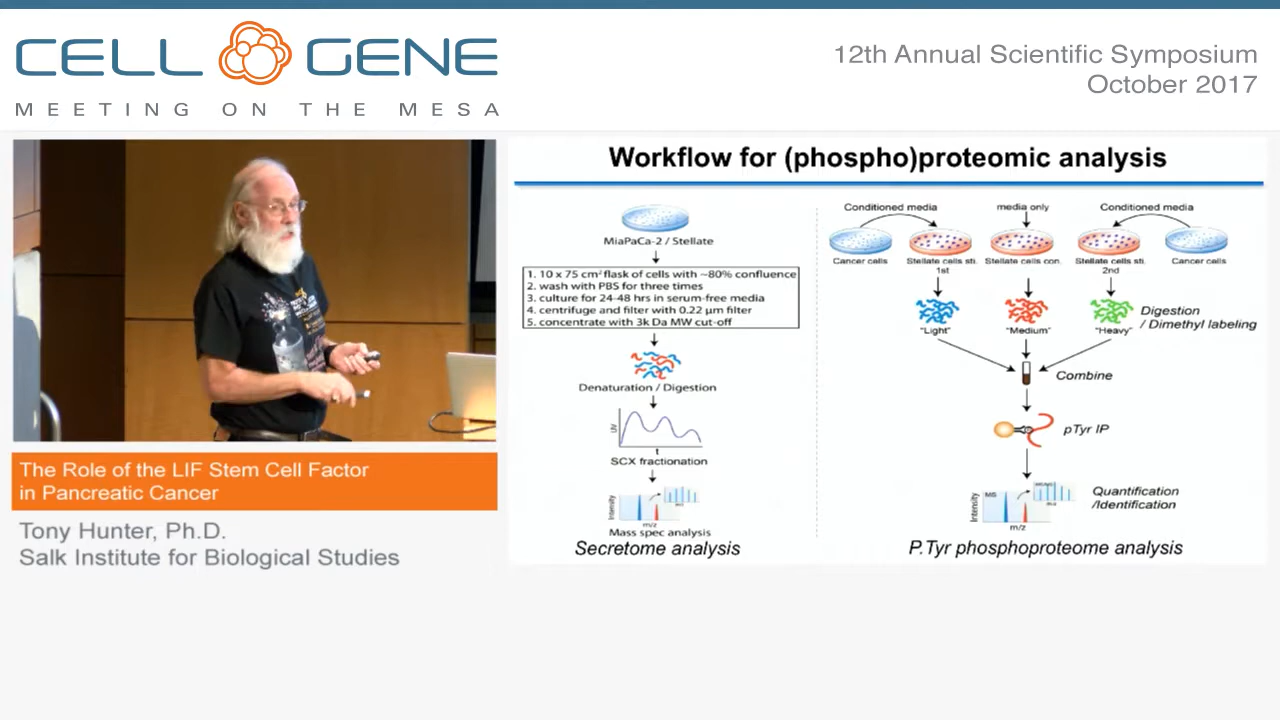 CELL GENE
MEETING ON THE MESA
12th Annual Scientific Symposium
October 2017
The Role of the LIF Stem Cell Factor
in Pancreatic Cancer
Tony Hunter, Ph.D.
Salk Institute for Biological Studies
Workflow for (phospho)proteomic analysis
MiaPaCa-2 / Stellate
1. 10 x 75 cm² flask of cells with ~80% confluence
2. wash with PBS for three times
3. culture for 24-48 hrs in serum-free media
4. centrifuge and filter with 0.22 µm filter
5. concentrate with 3k Da MW cut-off
Denaturation / Digestion
UV
t
SCX fractionation
Intensity
m/z
Mass spec analysis
Secretome analysis
Conditioned media
media only
Conditioned media
Cancer cells
Stellate cells sti.
1st
Stellate cells con.
Stellate cells sti.
2nd
Cancer cells
"Light"
"Medium"
"Heavy"
Digestion
/ Dimethyl labeling
Combine
pTyr IP
Intensity
MS
m/z
Quantification
/Identification
P.Tyr phosphoproteome analysis